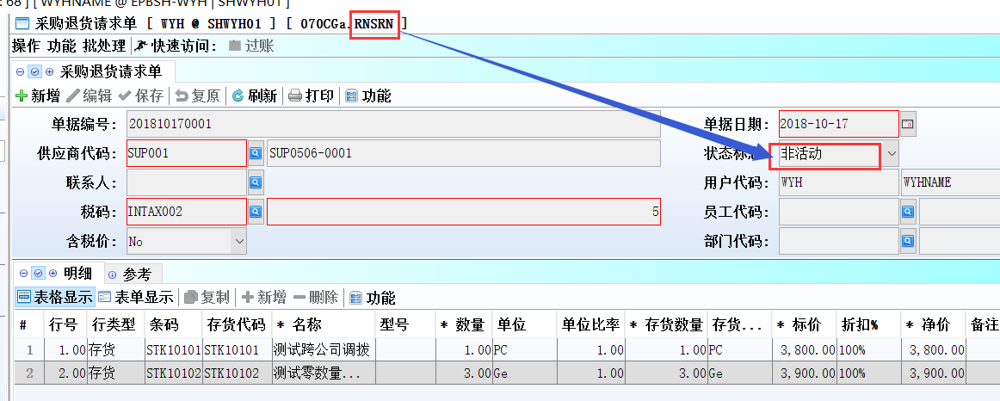 : 68 ] [ WYHNAME @ EPBSH-WYH | SHWYH01 ]
采购退货请求单 [ WYH @ SHWYH01 ] [ 070CGa.RNSRN ]
操作 功能 批处理 快速访问: 过账
采购退货请求单
新增 编辑 保存 复原 刷新 打印 功能
单据编号: 201810170001 单据日期: 2018-10-17
供应商代码: SUP001 SUP0506-0001 状态标 非活动
联系人: 用户代码: WYH WYHNAME
税码: INTAX002 5 员工代码:
含税价: No 部门代码:
明细 参考
表格显示 表单显示 复制 新增 删除 功能
# 行号 行类型 条码 存货代码 * 名称 型号 * 数量 单位 单位比率 * 存货数量 存货... * 标价 折扣% * 净价 备注
1 1.00 存货 STK10101 STK10101 测试跨公司调拨 1.00 PC 1.00 1.00 PC 3,800.00 100% 3,800.00
2 2.00 存货 STK10102 STK10102 测试零数量... 3.00 Ge 1.00 3.00 Ge 3,900.00 100% 3,900.00